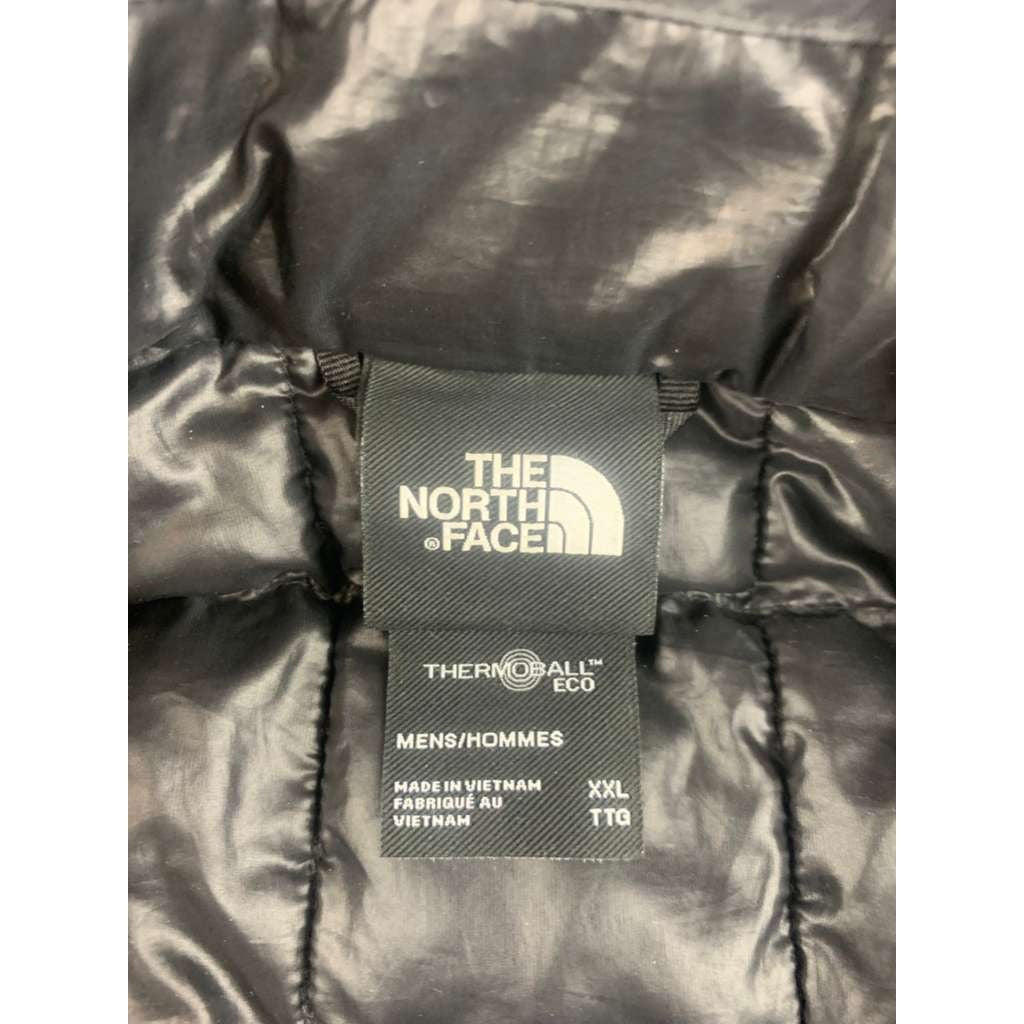 THE
NORTH
®FACE
THERMOBALL™
ECO
MENS/HOMMES
MADE IN VIETNAM XXL
FABRIQUÉ AU
VIETNAM TTG